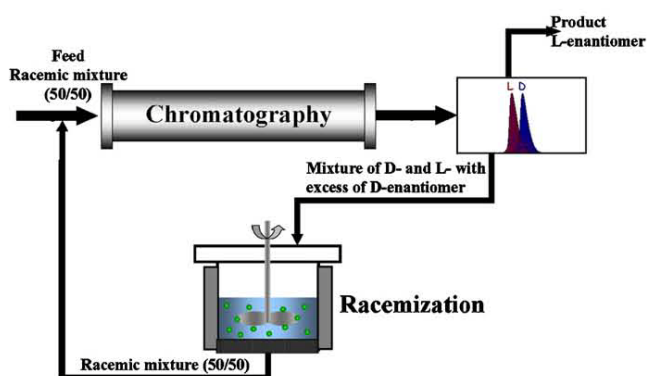 Feed
Racemic mixture
(50/50)
Chromatography
Product
L-enantiomer
L D
Mixture of D- and L- with
excess of D-enantiomer
Racemization
Racemic mixture (50/50)